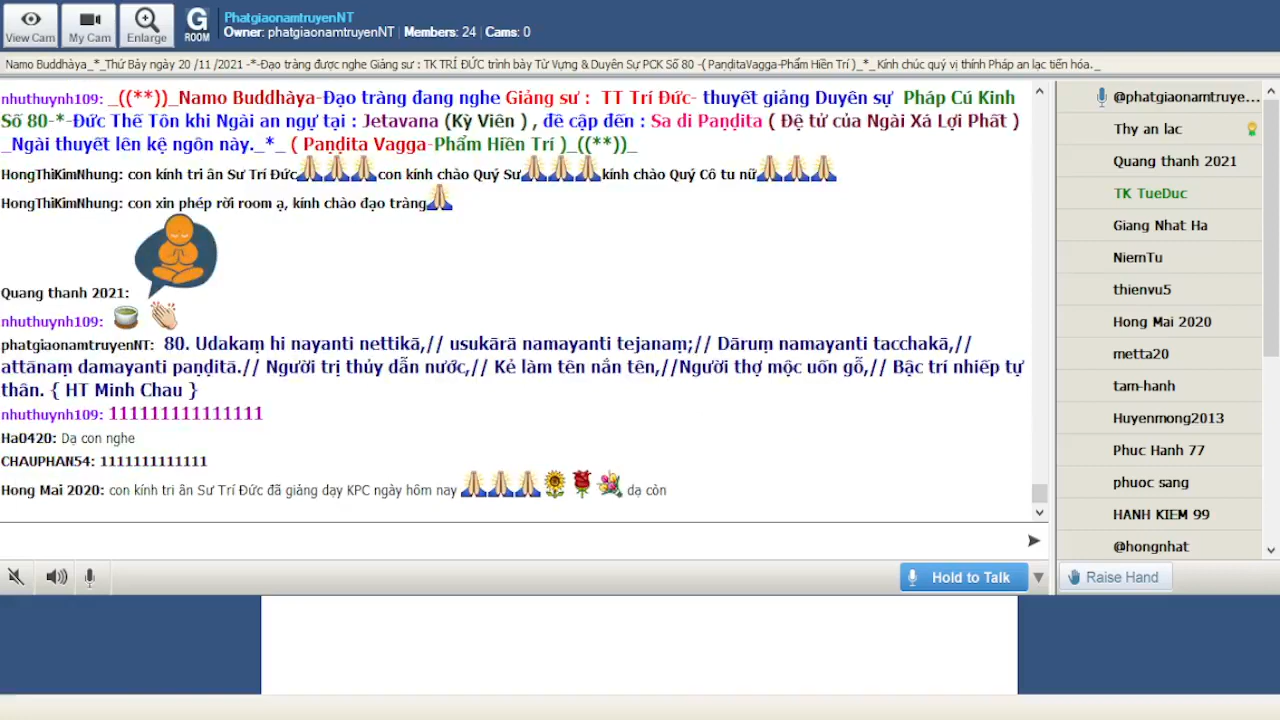 View Cam
My Cam
Enlarge
G
ROOM
PhatgiaonamtruyenNT
Owner: phatgiaonamtruyenNT | Members: 24 | Cams: 0
Namo Buddhàya_*_Thứ Bảy ngày 20 /11 /2021 -*-Đạo tràng được nghe Giảng sư : TK TRÍ ĐỨC trình bày Từ Vựng & Duyên Sự PCK Số 80 -{ PaṇḍitaVagga-Phẩm Hiền Trí )_*_Kính chúc quý vị thính Pháp an lạc tiến hóa._
nhuthuynh109: _((**))_Namo Buddhàya-Đạo tràng đang nghe Giảng sư : TT Trí Đức- thuyết giảng Duyên sự Pháp Cú Kinh
Số 80-*-Đức Thế Tôn khi Ngài an ngự tại : Jetavana (Kỳ Viên ) , đề cập đến : Sa di Paṇḍita ( Đệ tử của Ngài Xá Lợi Phất )
_Ngài thuyết lên kệ ngôn này._*_ ( Paṇdita Vagga-Phẩm Hiền Trí )_((**))_
HongThiKimNhung: con kính tri ân Sư Trí Đức con kính chào Quý Sư kính chào Quý Cô tu nữ
HongThiKimNhung: con xin phép rời room ạ, kính chào đạo tràng
Quang thanh 2021:
nhuthuynh109:
phatgiaonamtruyenNT: 80. Udakaṃ hi nayanti nettikā,// usukārā namayanti tejanaṃ;// Dāruṃ namayanti tacchakā,//
attānaṃ damayanti paṇḍitā.// Người trị thủy dẫn nước,// Kẻ làm tên nắn tên,//Người thợ mộc uốn gỗ,// Bậc trí nhiếp tự
thân. { HT Minh Chau }
nhuthuynh109: 1111111111111111
Ha0420: Dạ con nghe
CHAUPHAN54: 1111111111111
Hong Mai 2020: con kính tri ân Sư Trí Đức đã giảng dạy KPC ngày hôm nay dạ còn
Hold to Talk
@phatgiaonamtruye...
Thy an lac
Quang thanh 2021
TK TueDuc
Giang Nhat Ha
NiemTu
thienvu5
Hong Mai 2020
metta20
tam-hanh
Huyenmong2013
Phuc Hanh 77
phuoc sang
HANH KIEM 99
@hongnhat
Raise Hand